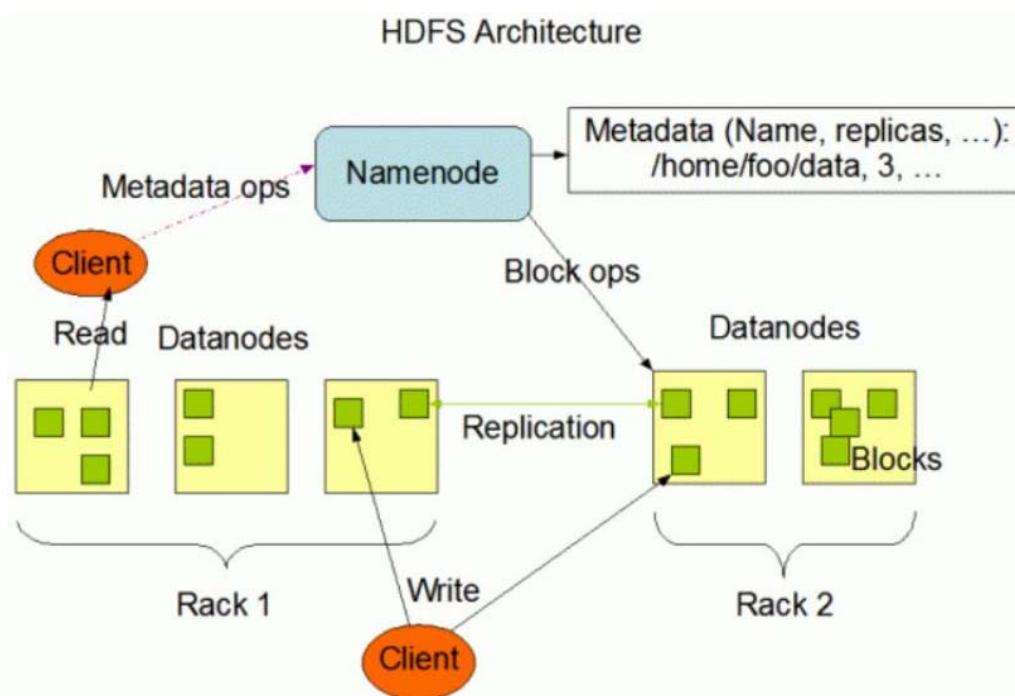 HDFS Architecture
Metadata (Name, replicas, ...):
/home/foo/data, 3, ...
Namenode
Metadata ops
Client
Block ops
Read
Datanodes
Datanodes
Replication
Blocks
Rack 1
Write
Rack 2
Client